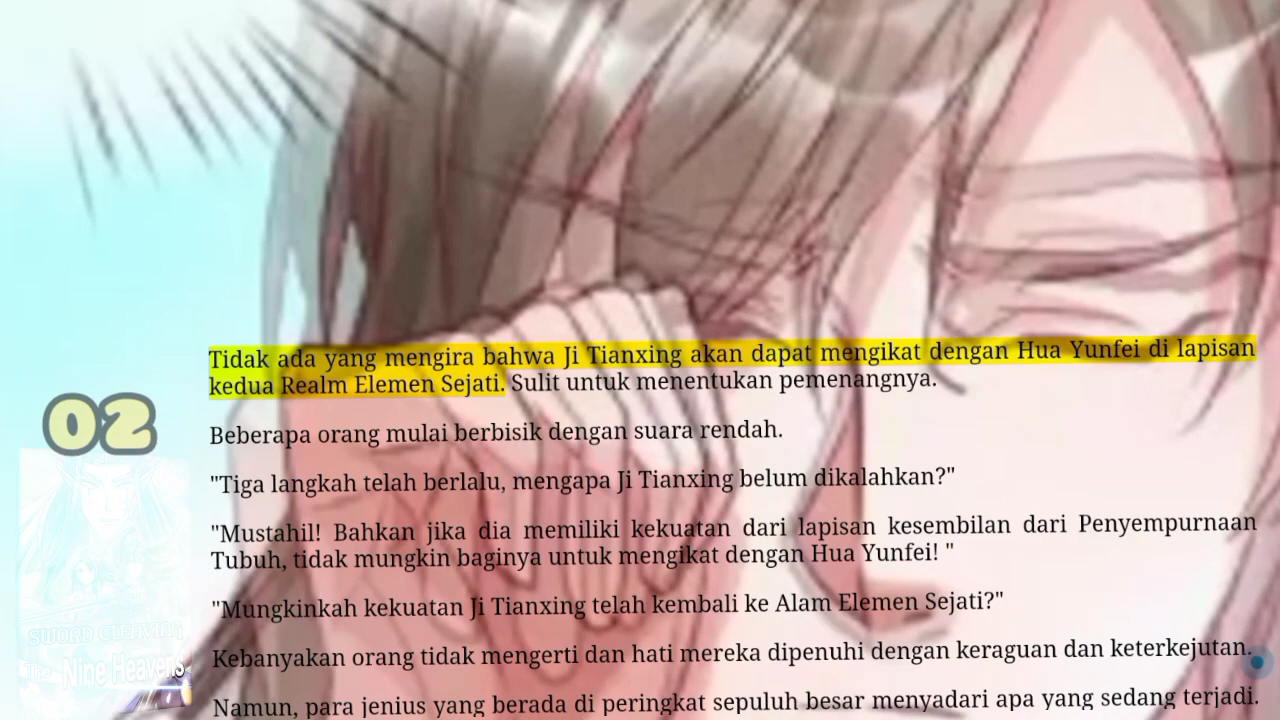 Tidak ada yang mengira bahwa Ji Tianxing akan dapat mengikat dengan Hua Yunfei di lapisan
kedua Realm Elemen Sejati. Sulit untuk menentukan pemenangnya.
Beberapa orang mulai berbisik dengan suara rendah.
"Tiga langkah telah berlalu, mengapa Ji Tianxing belum dikalahkan?"
"Mustahil! Bahkan jika dia memiliki kekuatan dari lapisan kesembilan dari Penyempurnaan
Tubuh, tidak mungkin baginya untuk mengikat dengan Hua Yunfei! "
"Mungkinkah kekuatan Ji Tianxing telah kembali ke Alam Elemen Sejati?"
Kebanyakan orang tidak mengerti dan hati mereka dipenuhi dengan keraguan dan keterkejutan.
Namun, para jenius yang berada di peringkat sepuluh besar menyadari apa yang sedang terjadi.
02
SWORD CLEAVING
The Nine Heavens